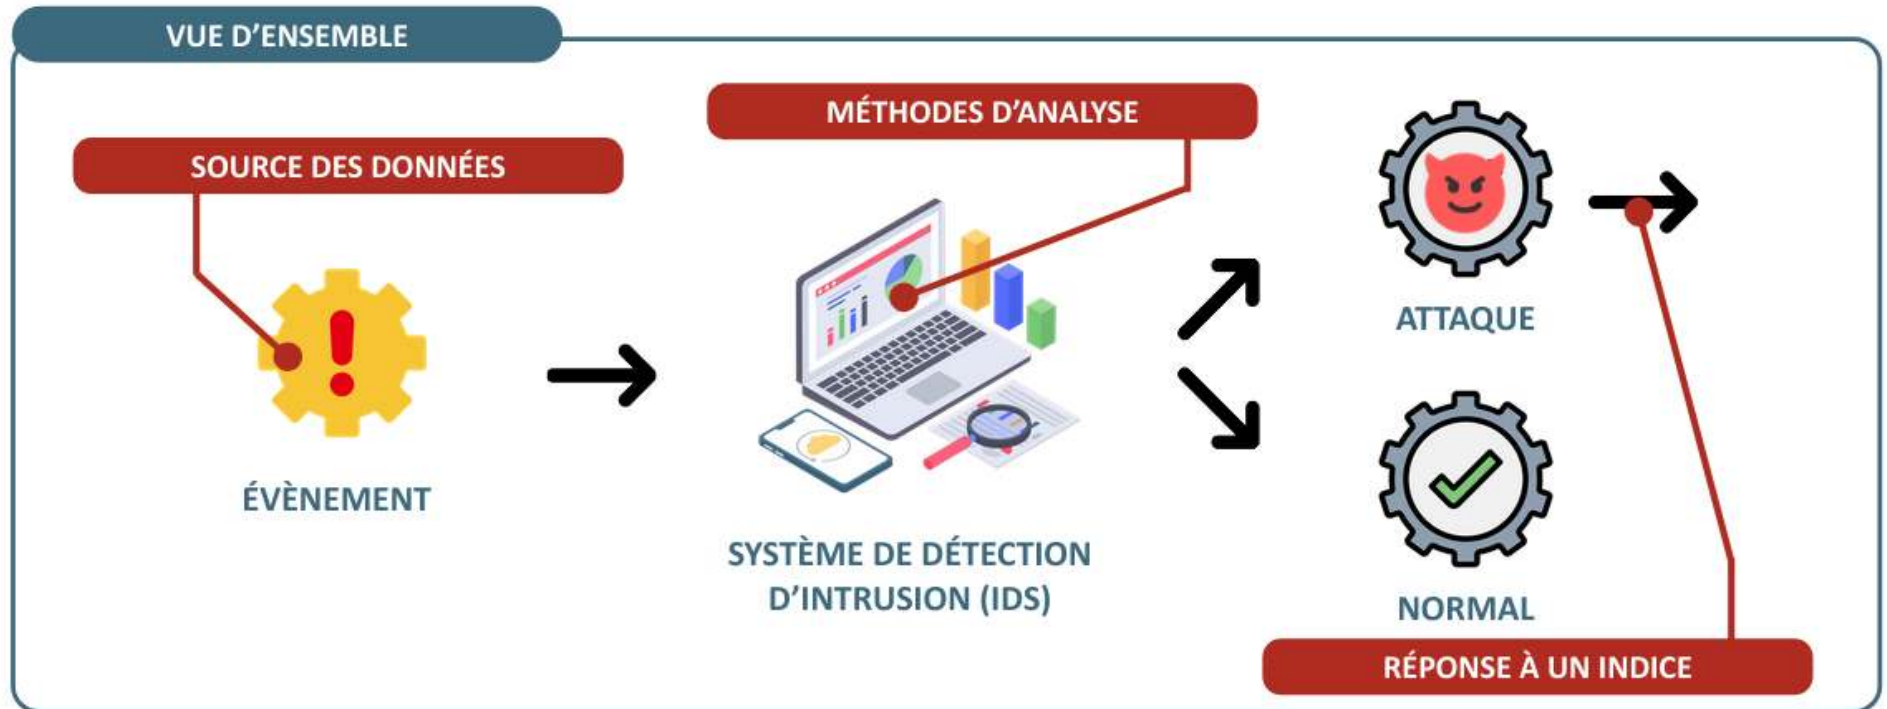 VUE D'ENSEMBLE
MÉTHODES D'ANALYSE
SOURCE DES DONNÉES
ATTAQUE
ÉVÈNEMENT
SYSTÈME DE DÉTECTION
D'INTRUSION (IDS)
NORMAL
RÉPONSE À UN INDICE